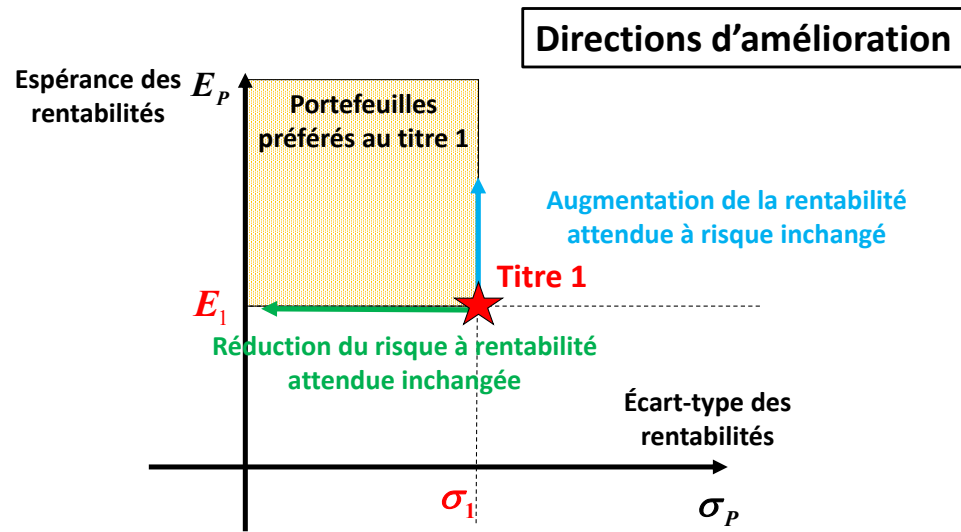 Directions d’amélioration
Espérance des
rentabilités
E_P
Portefeuilles
préférés au titre 1
Augmentation de la rentabilité
attendue à risque inchangé
Titre 1
E_1
Réduction du risque à rentabilité
attendue inchangée
Écart-type des
rentabilités
σ_1
σ_P